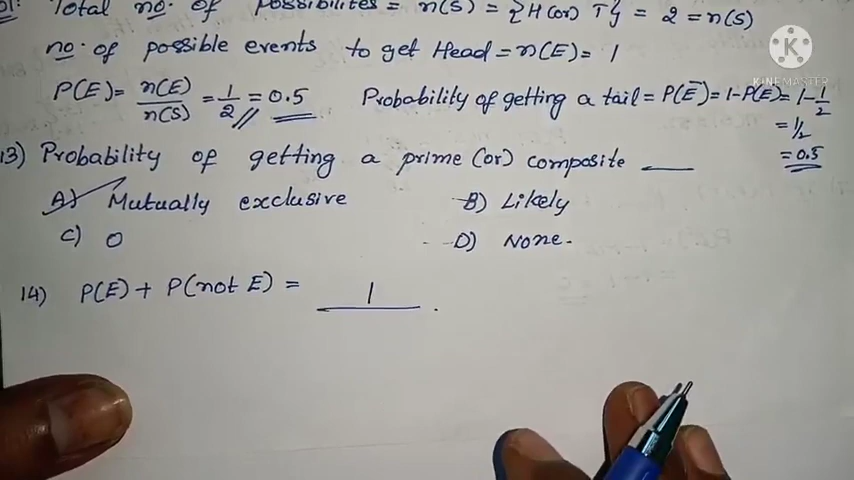 Total no. of possibilites = n(S) = {H (or) T} = 2 = n(S)
no. of possible events to get Head = n(E) = 1
P(E) = n(E)/n(S) = 1/2 = 0.5 Probability of getting a tail = P(E̅) = 1-P(E) = 1-1/2
= 1/2
= 0.5
13) Probability of getting a prime (or) composite ___
A) Mutually exclusive B) Likely
C) 0 D) None.
14) P(E) + P(not E) = 1 .
KINEMASTER